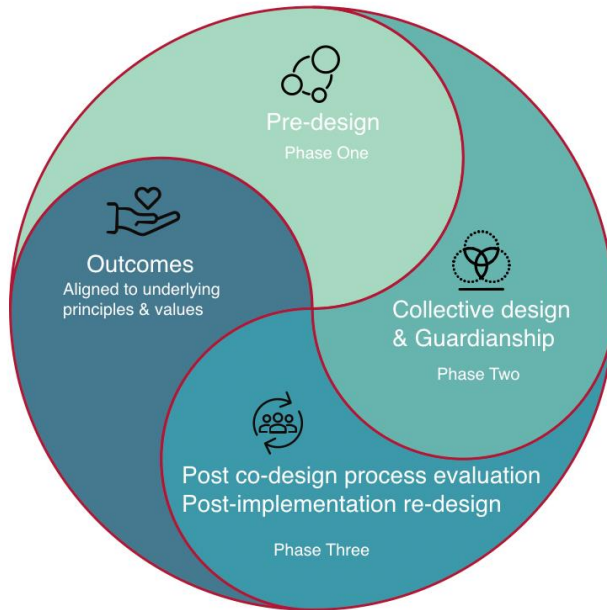 Pre-design
Phase One
Outcomes
Aligned to underlying
principles & values
Collective design
& Guardianship
Phase Two
Post co-design process evaluation
Post-implementation re-design
Phase Three